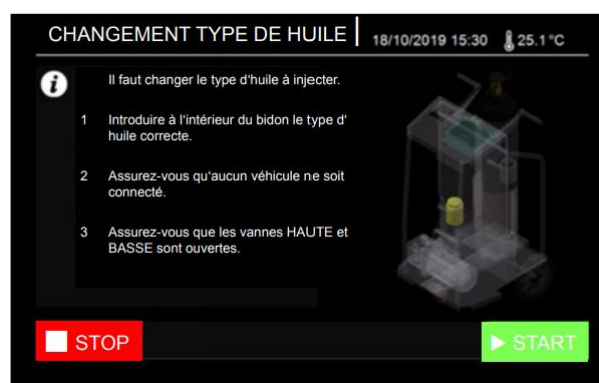 CHANGEMENT TYPE DE HUILE
18/10/2019 15:30 25.1°C
i
Il faut changer le type d'huile à injecter.
1 Introduire à l'intérieur du bidon le type d'
huile correcte.
2 Assurez-vous qu'aucun véhicule ne soit
connecté.
3 Assurez-vous que les vannes HAUTE et
BASSE sont ouvertes.
STOP
START